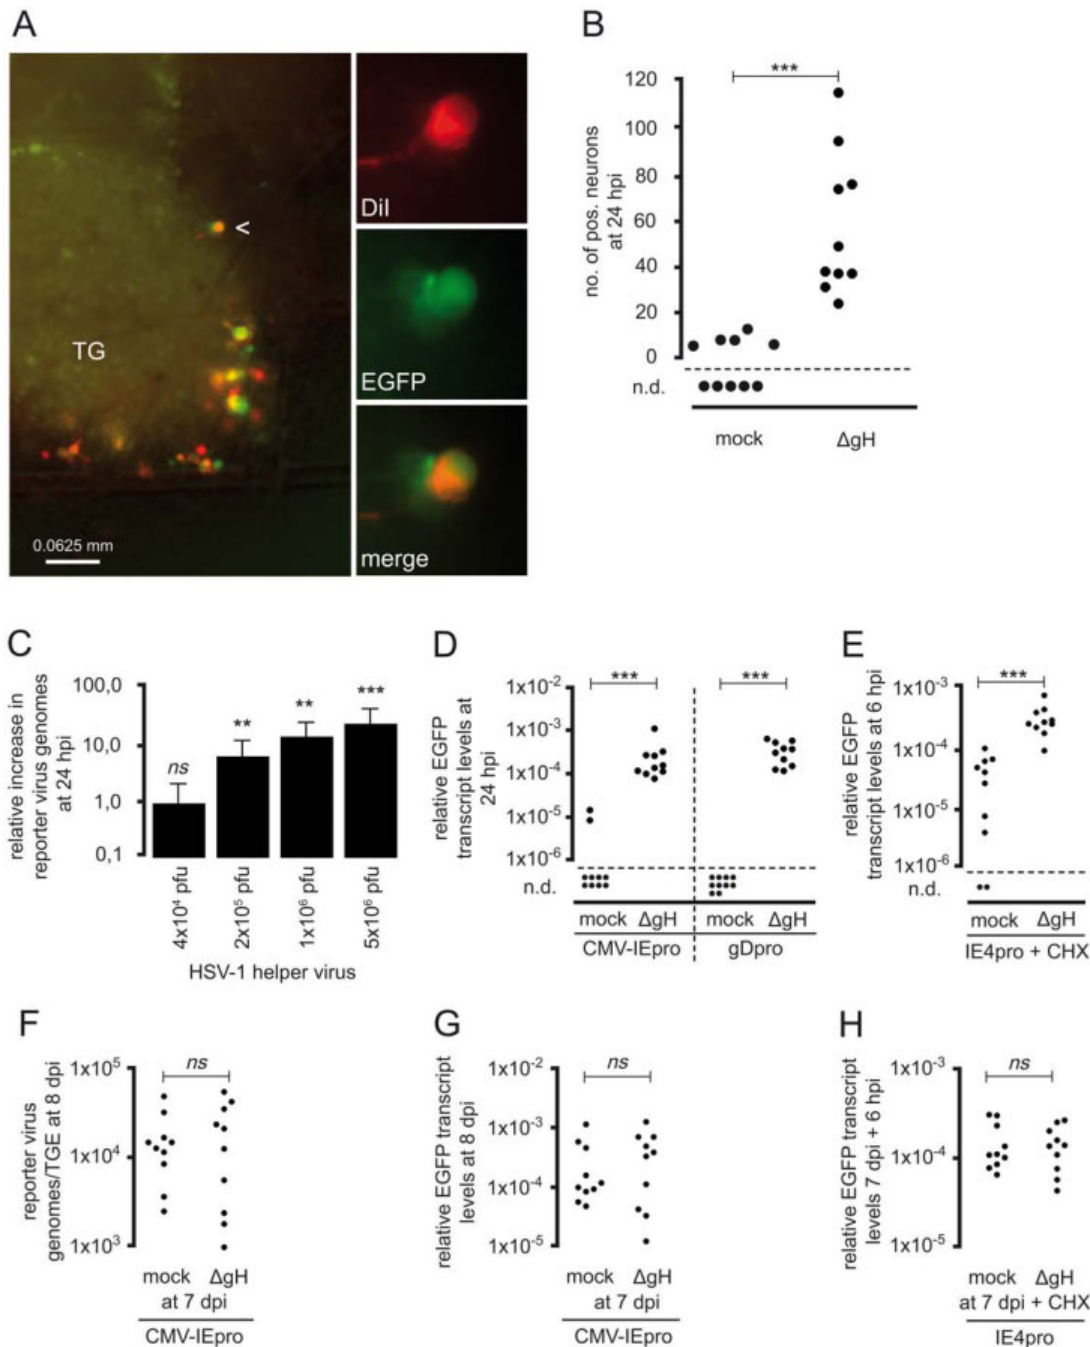 A
TG
<
0.0625 mm
DiI
EGFP
merge
B
no. of pos. neurons
at 24 hpi
120
100
80
60
40
20
0
n.d.
***
mock
ΔgH
C
relative increase in
reporter virus genomes
at 24 hpi
100,0
10,0
1,0
0,1
ns
**
**
***
4x10⁴ pfu
2x10⁵ pfu
1x10⁶ pfu
5x10⁶ pfu
HSV-1 helper virus
D
relative EGFP
transcript levels at
24 hpi
1x10⁻²
1x10⁻³
1x10⁻⁴
1x10⁻⁵
1x10⁻⁶
n.d.
*** ***
mock ΔgH mock ΔgH
CMV-IEpro gDpro
E
relative EGFP
transcript levels at 6 hpi
1x10⁻³
1x10⁻⁴
1x10⁻⁵
1x10⁻⁶
n.d.
***
mock ΔgH
IE4pro + CHX
F
reporter virus
genomes/TGE at 8 dpi
1x10⁵
1x10⁴
1x10³
ns
mock ΔgH
at 7 dpi
CMV-IEpro
G
relative EGFP transcript
levels at 8 dpi
1x10⁻²
1x10⁻³
1x10⁻⁴
1x10⁻⁵
ns
mock ΔgH
at 7 dpi
CMV-IEpro
H
relative EGFP transcript
levels 7 dpi + 6 hpi
1x10⁻³
1x10⁻⁴
1x10⁻⁵
ns
mock ΔgH
at 7 dpi + CHX
IE4pro